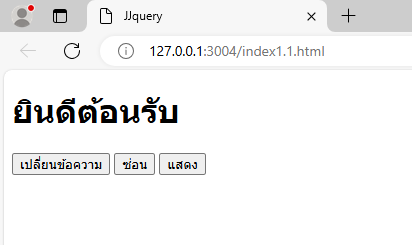 JJquery
127.0.0.1:3004/index1.1.html
ยินดีต้อนรับ
เปลี่ยนข้อความ ซ่อน แสดง